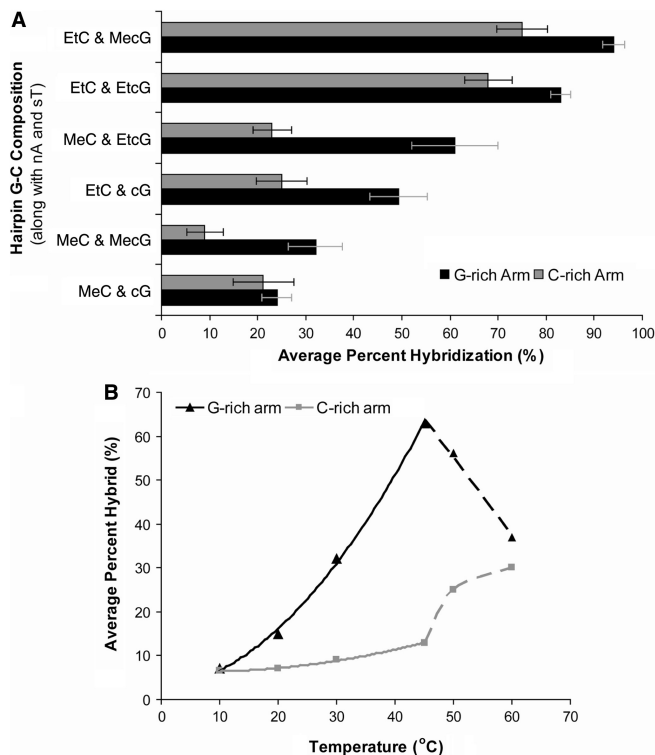 A
Hairpin G-C Composition
(along with nA and sT)
EtC & MecG
EtC & EtcG
MeC & EtcG
EtC & cG
MeC & MecG
MeC & cG
G-rich Arm C-rich Arm
0 10 20 30 40 50 60 70 80 90 100
Average Percent Hybridization (%)
B
Average Percent Hybrid (%)
70
60
50
40
30
20
10
0
G-rich arm C-rich arm
0 10 20 30 40 50 60 70
Temperature (°C)